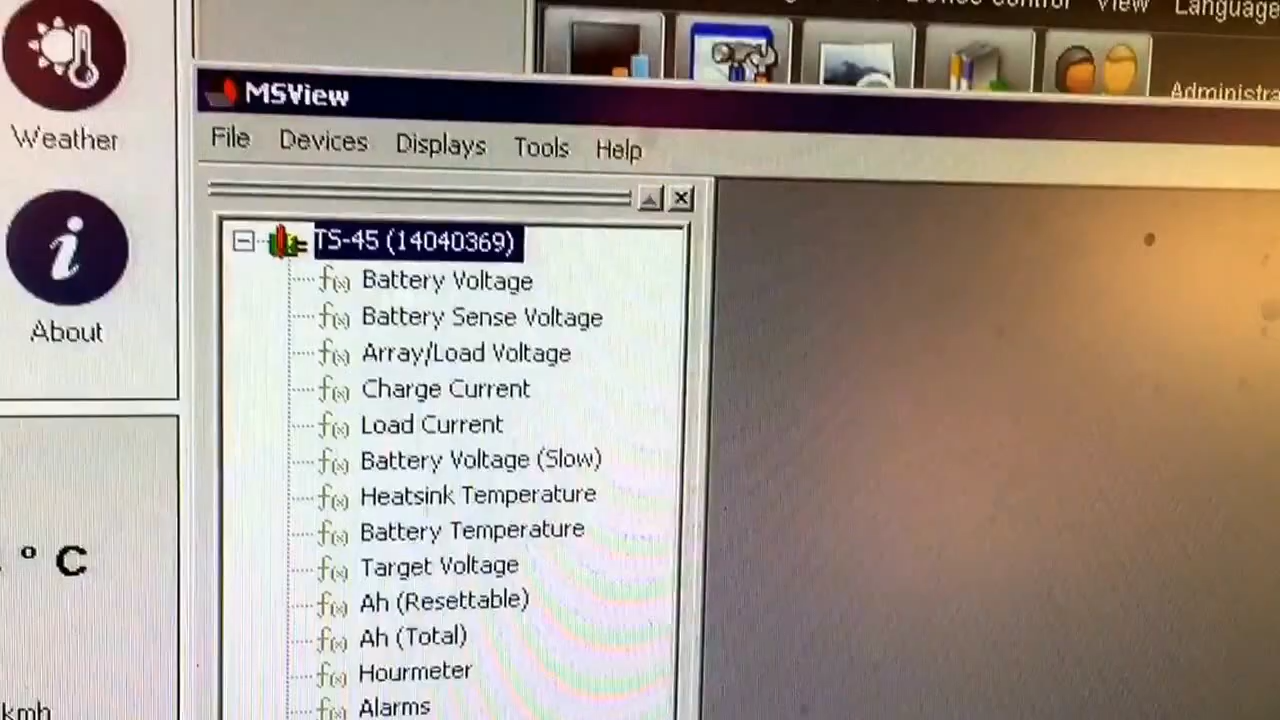 View Language
Administra
Weather
About
° C
kmh
MSView
File Devices Displays Tools Help
TS-45 (14040369)
f(x) Battery Voltage
f(x) Battery Sense Voltage
f(x) Array/Load Voltage
f(x) Charge Current
f(x) Load Current
f(x) Battery Voltage (Slow)
f(x) Heatsink Temperature
f(x) Battery Temperature
f(x) Target Voltage
f(x) Ah (Resettable)
f(x) Ah (Total)
f(x) Hourmeter
f(x) Alarms